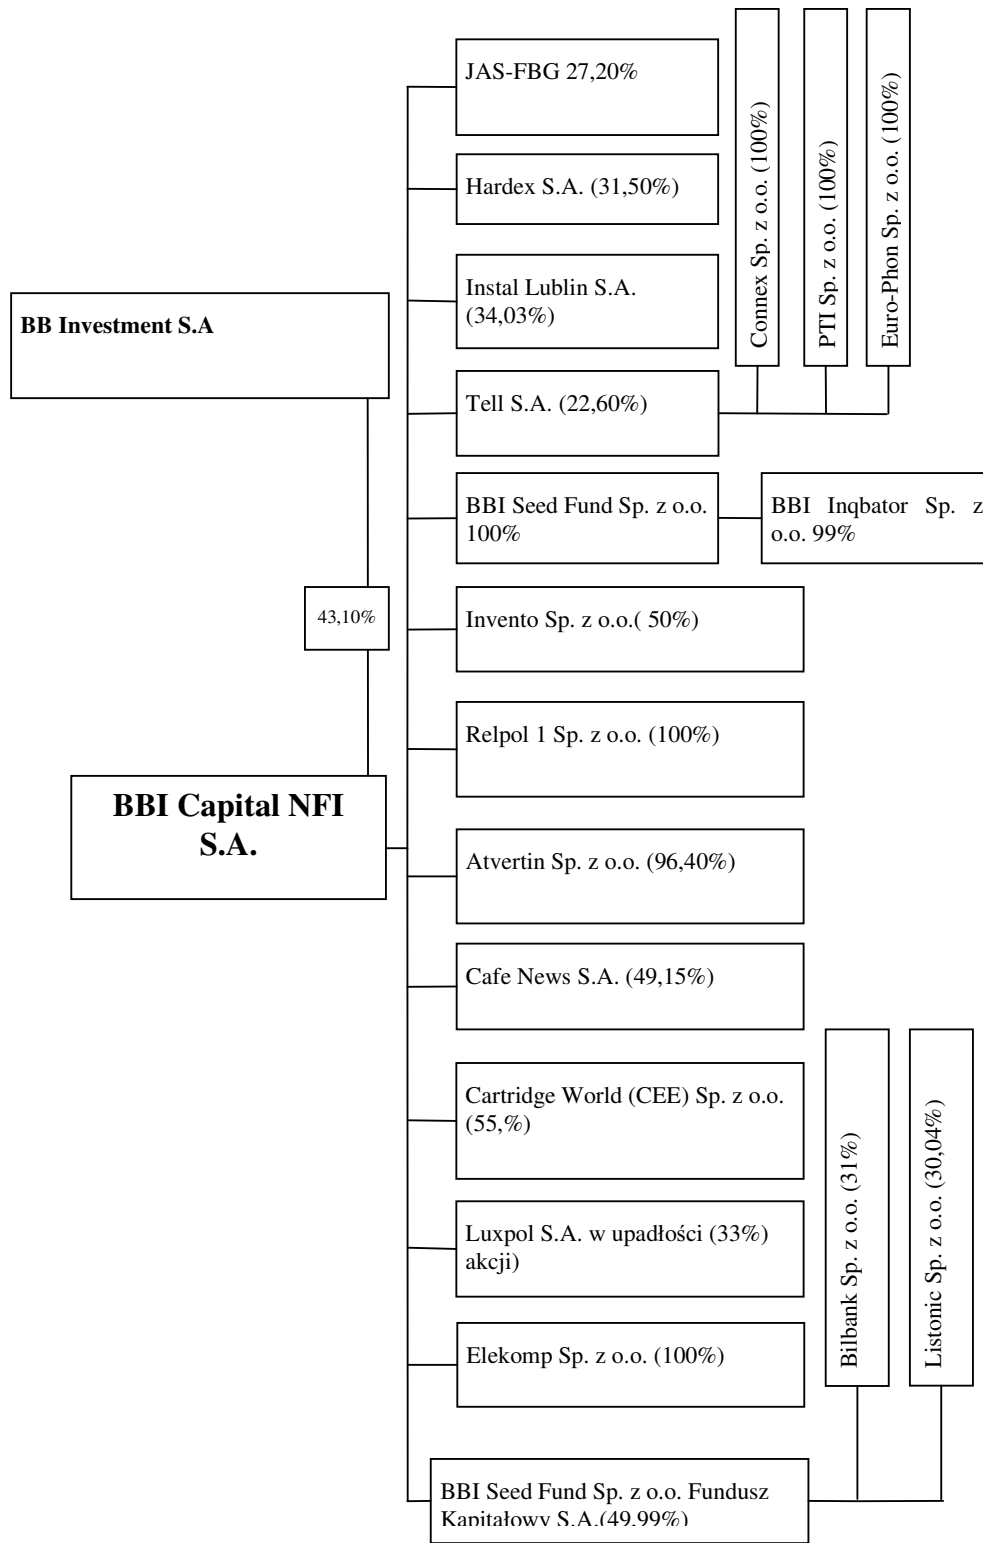 JAS-FBG 27,20%
Hardex S.A. (31,50%)
Instal Lublin S.A.
(34,03%)
Tell S.A. (22,60%)
Connex Sp. z o.o. (100%)
PTI Sp. z o.o. (100%)
Euro-Phon Sp. z o.o. (100%)
BB Investment S.A
BBI Seed Fund Sp. z o.o.
100%
BBI Inqbator Sp. z
o.o. 99%
43,10%
Invento Sp. z o.o.( 50%)
Relpol 1 Sp. z o.o. (100%)
BBI Capital NFI
S.A.
Atvertin Sp. z o.o. (96,40%)
Cafe News S.A. (49,15%)
Cartridge World (CEE) Sp. z o.o.
(55,%)
Luxpol S.A. w upadłości (33%)
akcji)
Elekomp Sp. z o.o. (100%)
Bilbank Sp. z o.o. (31%)
Listonic Sp. z o.o. (30,04%)
BBI Seed Fund Sp. z o.o. Fundusz
Kapitałowy S.A.(49,99%)